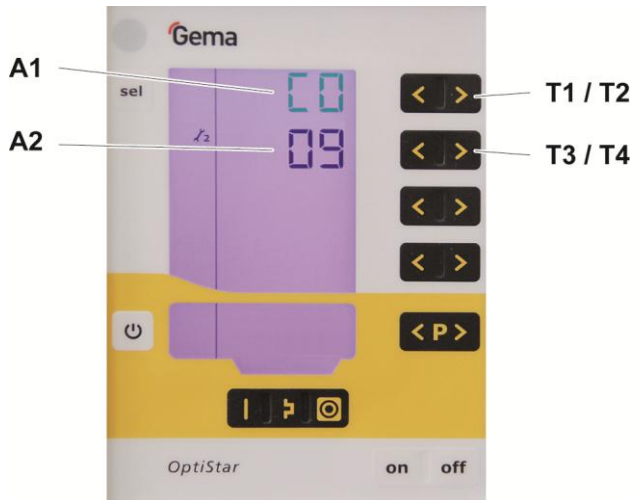 Gema
A1
C0
sel
< >
T1 / T2
A2
09
< >
T3 / T4
< >
< >
< P >
OptiStar
on off